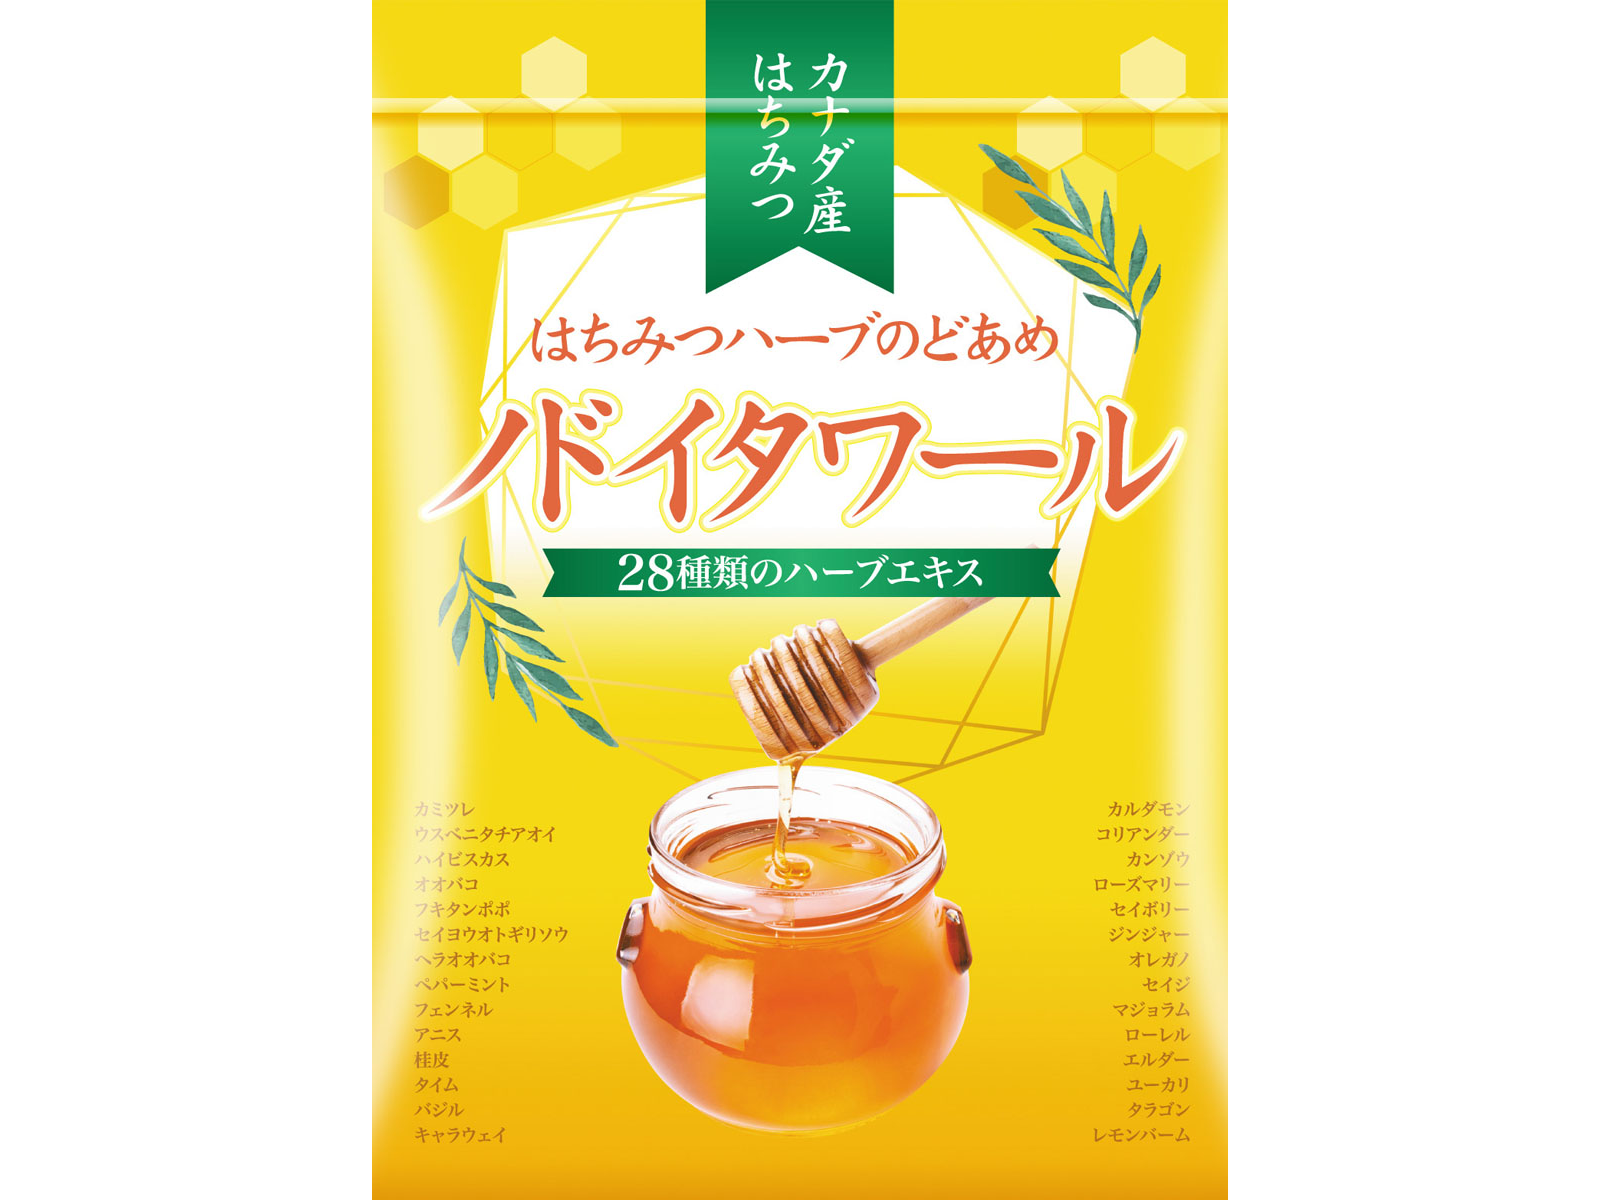 カナダ産
はちみつ
はちみつハーブのどあめ
ノドイタワール
28種類のハーブエキス
カミツレ
ウスベニタチアオイ
ハイビスカス
オオバコ
フキタンポポ
セイヨウオトギリソウ
ヘラオオバコ
ペパーミント
フェンネル
アニス
桂皮
タイム
バジル
キャラウェイ
カルダモン
コリアンダー
カンゾウ
ローズマリー
セイボリー
ジンジャー
オレガノ
セイジ
マジョラム
ローレル
エルダー
ユーカリ
タラゴン
レモンバーム